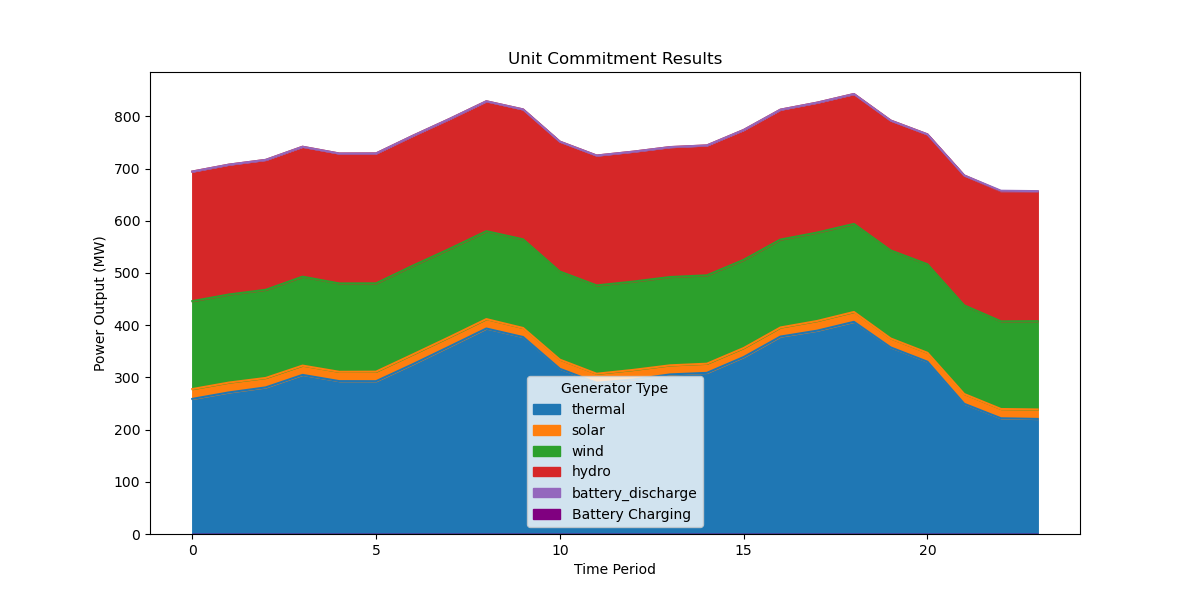 Unit Commitment Results
Power Output (MW)
800
700
600
500
400
300
200
100
0
Generator Type
thermal
solar
wind
hydro
battery_discharge
Battery Charging
0 5 10 15 20
Time Period